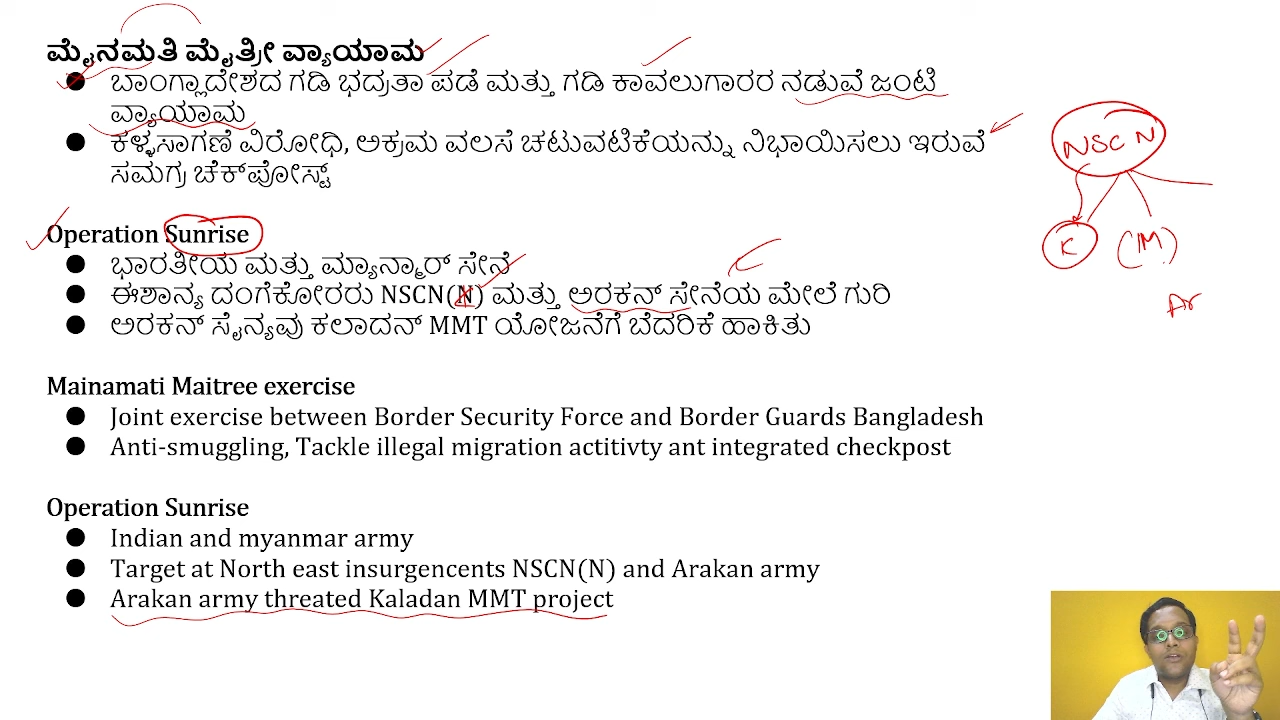 ಮೈನಮತಿ ಮೈತ್ರೀ ವ್ಯಾಯಾಮ
● ಬಾಂಗ್ಲಾದೇಶದ ಗಡಿ ಭದ್ರತಾ ಪಡೆ ಮತ್ತು ಗಡಿ ಕಾವಲುಗಾರರ ನಡುವೆ ಜಂಟಿ
ವ್ಯಾಯಾಮ
● ಕಳ್ಳಸಾಗಣೆ ವಿರೋಧಿ, ಅಕ್ರಮ ವಲಸೆ ಚಟುವಟಿಕೆಯನ್ನು ನಿಭಾಯಿಸಲು ಇರುವೆ
ಸಮಗ್ರ ಚೆಕ್‌ಪೋಸ್ಟ್
NSCN
K (M)
Ar
Operation Sunrise
● ಭಾರತೀಯ ಮತ್ತು ಮ್ಯಾನ್ಮಾರ್ ಸೇನೆ
● ಈಶಾನ್ಯ ದಂಗೆಕೋರರು NSCN(N) ಮತ್ತು ಅರಕನ್ ಸೇನೆಯ ಮೇಲೆ ಗುರಿ
● ಅರಕನ್ ಸೈನ್ಯವು ಕಲಾದನ್ MMT ಯೋಜನೆಗೆ ಬೆದರಿಕೆ ಹಾಕಿತು
Mainamati Maitree exercise
● Joint exercise between Border Security Force and Border Guards Bangladesh
● Anti-smuggling, Tackle illegal migration actitivty ant integrated checkpost
Operation Sunrise
● Indian and myanmar army
● Target at North east insurgencents NSCN(N) and Arakan army
● Arakan army threated Kaladan MMT project